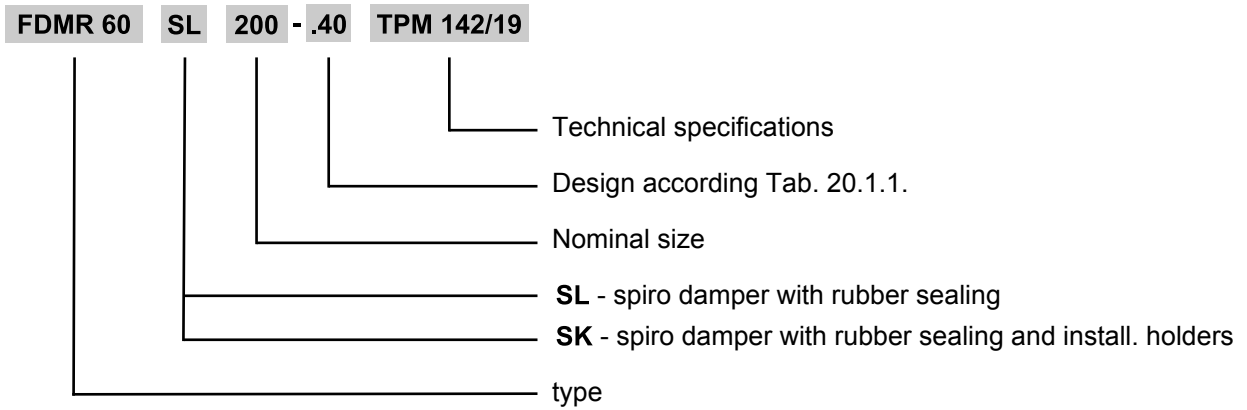 FDMR 60 SL 200 - .40 TPM 142/19
Technical specifications
Design according Tab. 20.1.1.
Nominal size
SL - spiro damper with rubber sealing
SK - spiro damper with rubber sealing and install. holders
type